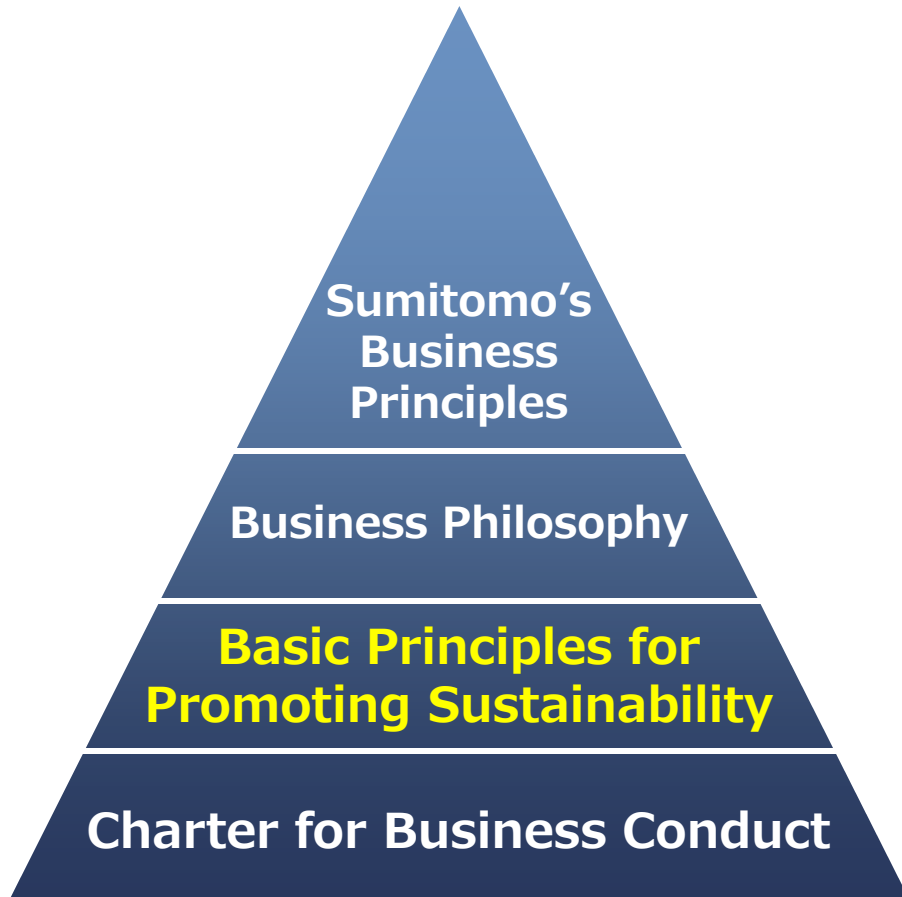 Sumitomo’s
Business
Principles
Business Philosophy
Basic Principles for
Promoting Sustainability
Charter for Business Conduct